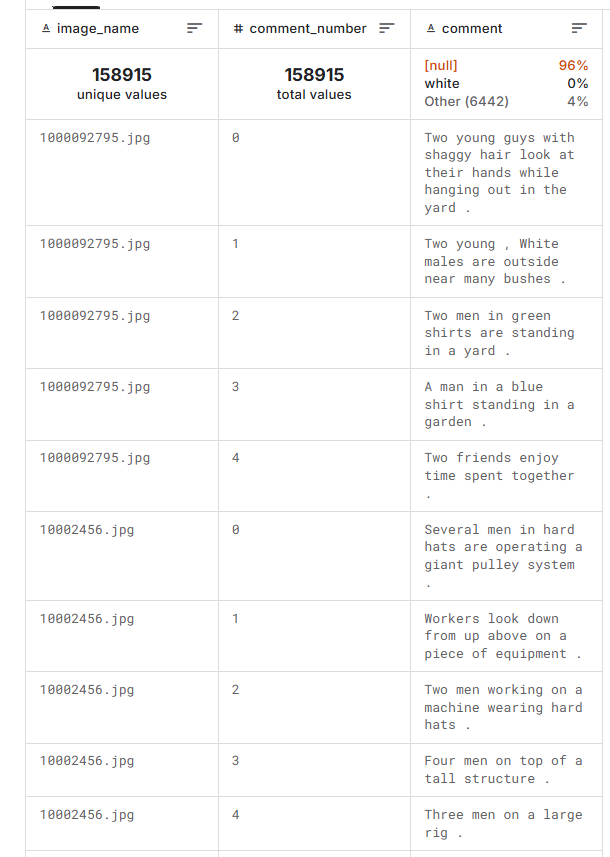 A image_name
# comment_number
A comment
158915
unique values
158915
total values
[null] 96%
white 0%
Other (6442) 4%
1000092795.jpg
0
Two young guys with
shaggy hair look at
their hands while
hanging out in the
yard .
1000092795.jpg
1
Two young , White
males are outside
near many bushes .
1000092795.jpg
2
Two men in green
shirts are standing
in a yard .
1000092795.jpg
3
A man in a blue
shirt standing in a
garden .
1000092795.jpg
4
Two friends enjoy
time spent together
.
10002456.jpg
0
Several men in hard
hats are operating a
giant pulley system
.
10002456.jpg
1
Workers look down
from up above on a
piece of equipment .
10002456.jpg
2
Two men working on a
machine wearing hard
hats .
10002456.jpg
3
Four men on top of a
tall structure .
10002456.jpg
4
Three men on a large
rig .